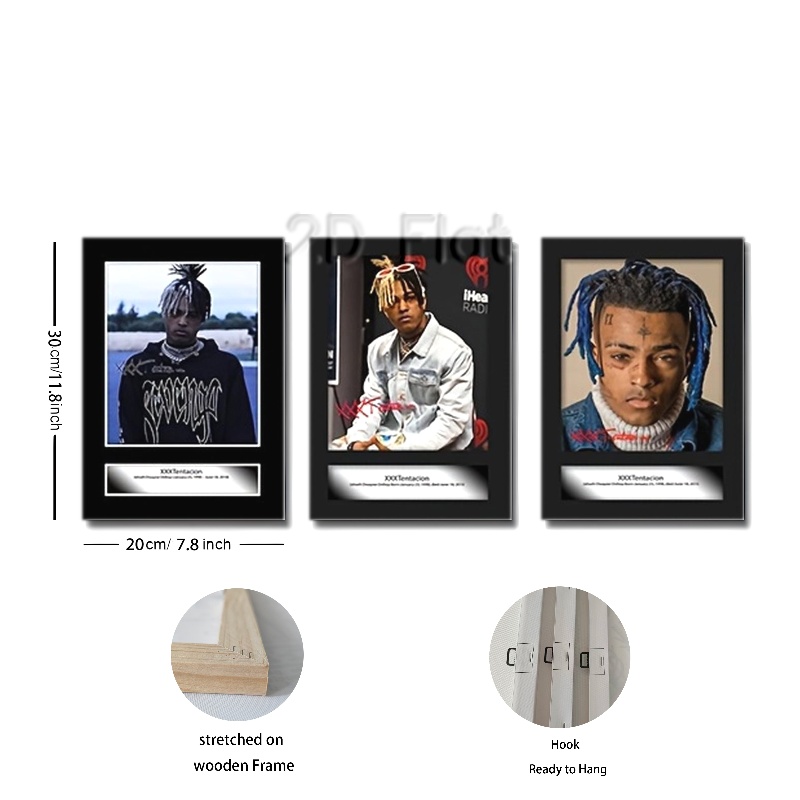 2D Flat
iHea
RADI
30cm/11.8inch
XXXTentacion
XXXTentacion
XXXTentacion
20cm/ 7.8 inch
stretched on
wooden Frame
Hook
Ready to Hang